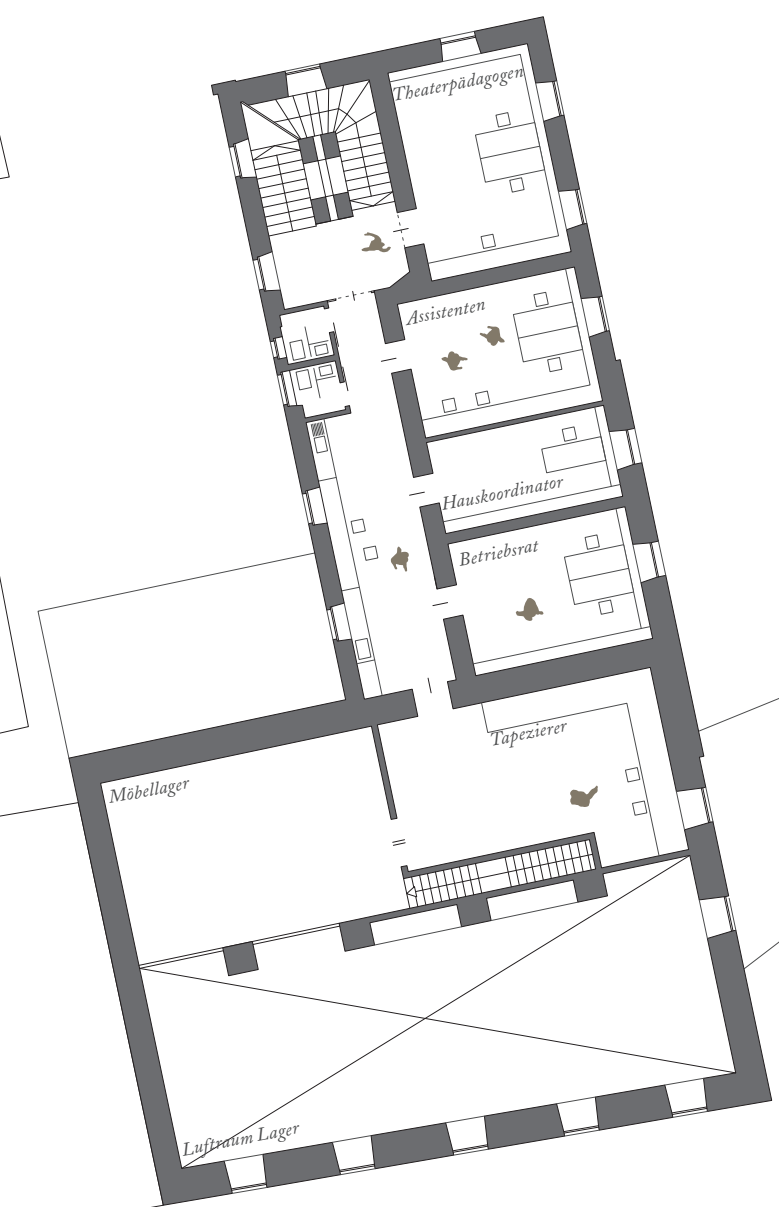 Theaterpädagogen
Assistenten
Hauskoordinator
Betriebsrat
Tapezierer
Möbellager
Luftraum Lager